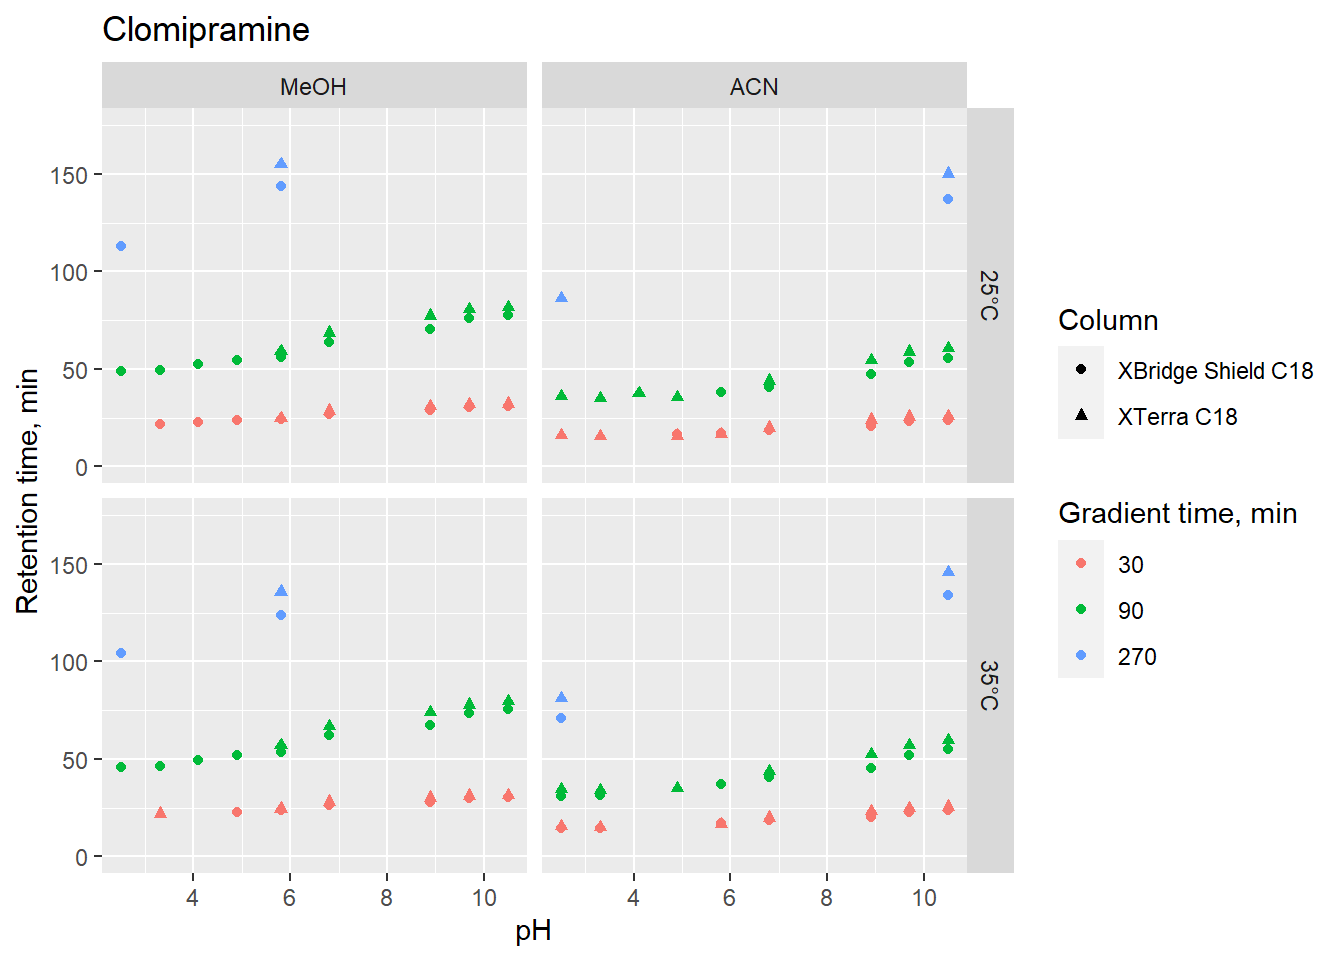 Clomipramine
MeOH
ACN
150
100
50
0
25°C
150
100
50
0
35°C
4
6
8
10
4
6
8
10
pH
Retention time, min
Column
XBridge Shield C18
XTerra C18
Gradient time, min
30
90
270